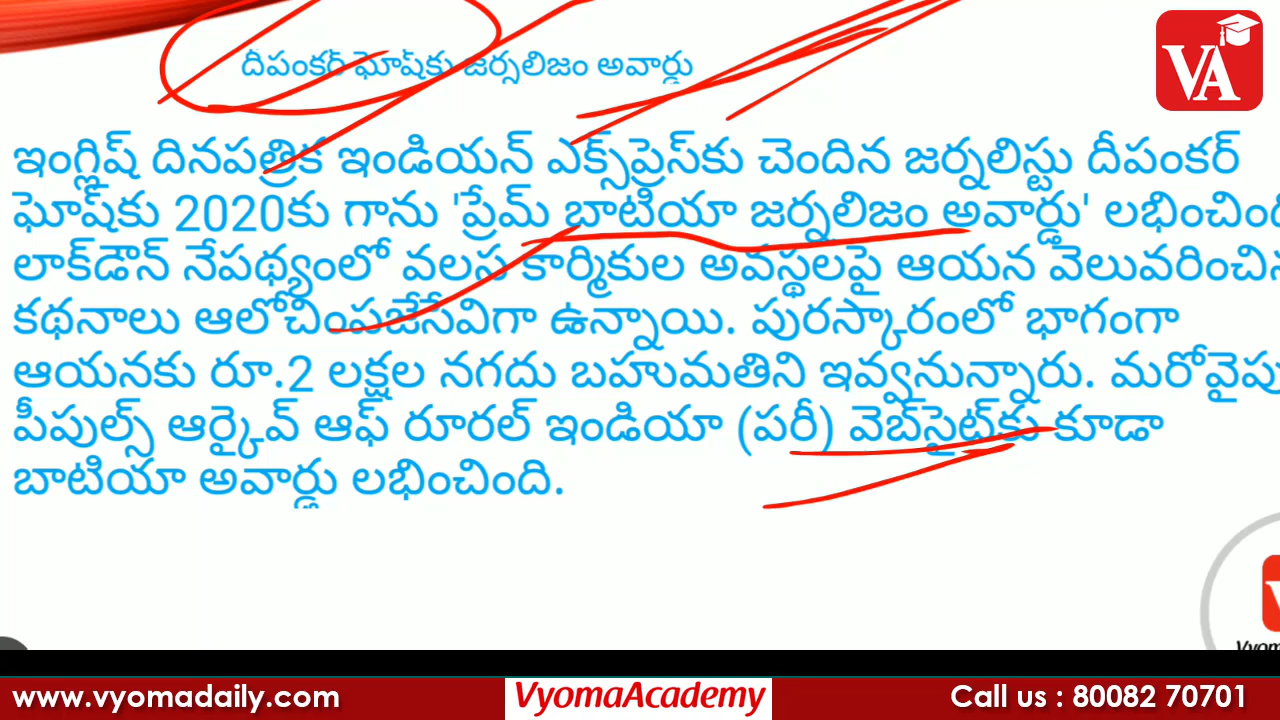 VA
దీపంకర్ ఘోష్‌కు జర్నలిజం అవార్డు
ఇంగ్లిష్ దినపత్రిక ఇండియన్ ఎక్స్‌ప్రెస్‌కు చెందిన జర్నలిస్టు దీపంకర్
ఘోష్‌కు 2020కు గాను 'ప్రేమ్ బాటియా జర్నలిజం అవార్డు' లభించింది
లాక్‌డౌన్ నేపథ్యంలో వలస కార్మికుల అవస్థలపై ఆయన వెలువరించిన
కథనాలు ఆలోచింపజేసేవిగా ఉన్నాయి. పురస్కారంలో భాగంగా
ఆయనకు రూ.2 లక్షల నగదు బహుమతిని ఇవ్వనున్నారు. మరోవైపు
పీపుల్స్ ఆర్కైవ్ ఆఫ్ రూరల్ ఇండియా (పరీ) వెబ్‌సైట్‌కు కూడా
బాటియా అవార్డు లభించింది.
www.vyomadaily.com
VyomaAcademy
Call us : 80082 70701